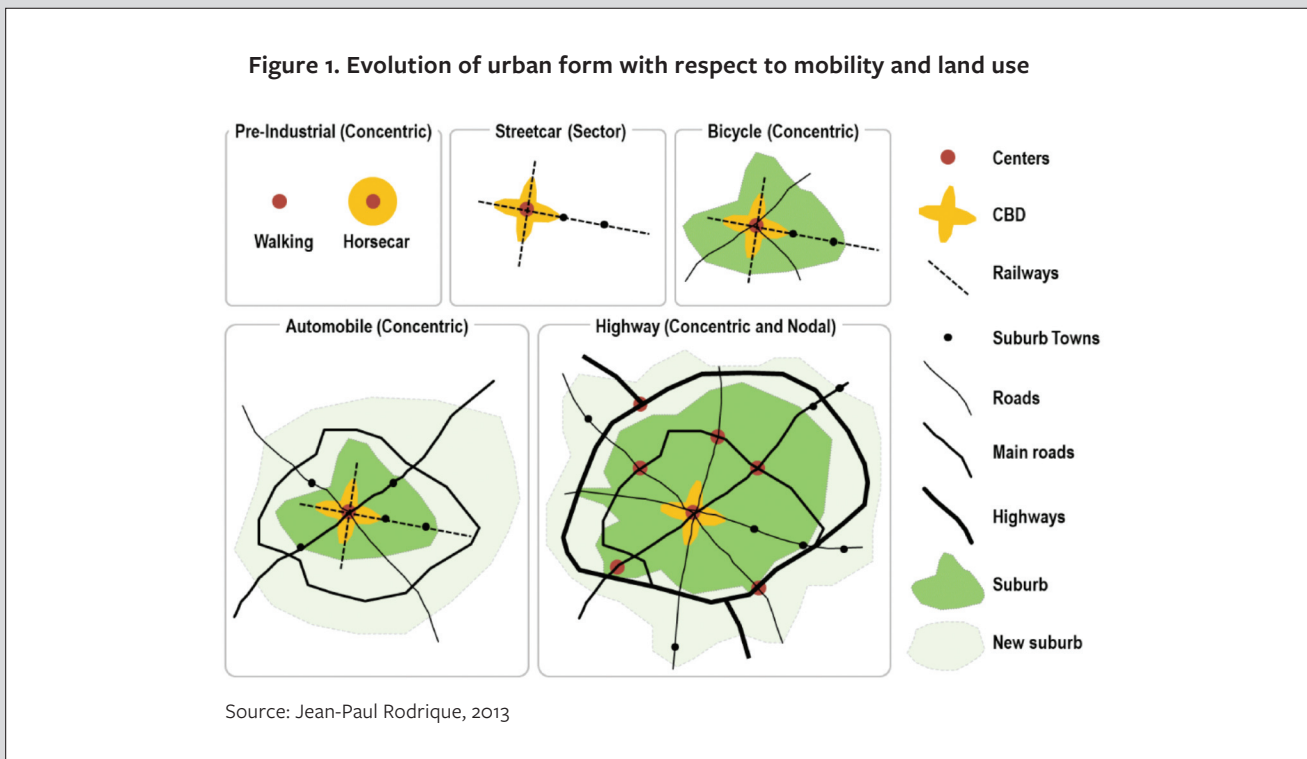 Figure 1. Evolution of urban form with respect to mobility and land use
Pre-Industrial (Concentric)
Walking
Horsecar
Streetcar (Sector)
Bicycle (Concentric)
Automobile (Concentric)
Highway (Concentric and Nodal)
Centers
CBD
Railways
Suburb Towns
Roads
Main roads
Highways
Suburb
New suburb
Source: Jean-Paul Rodrique, 2013